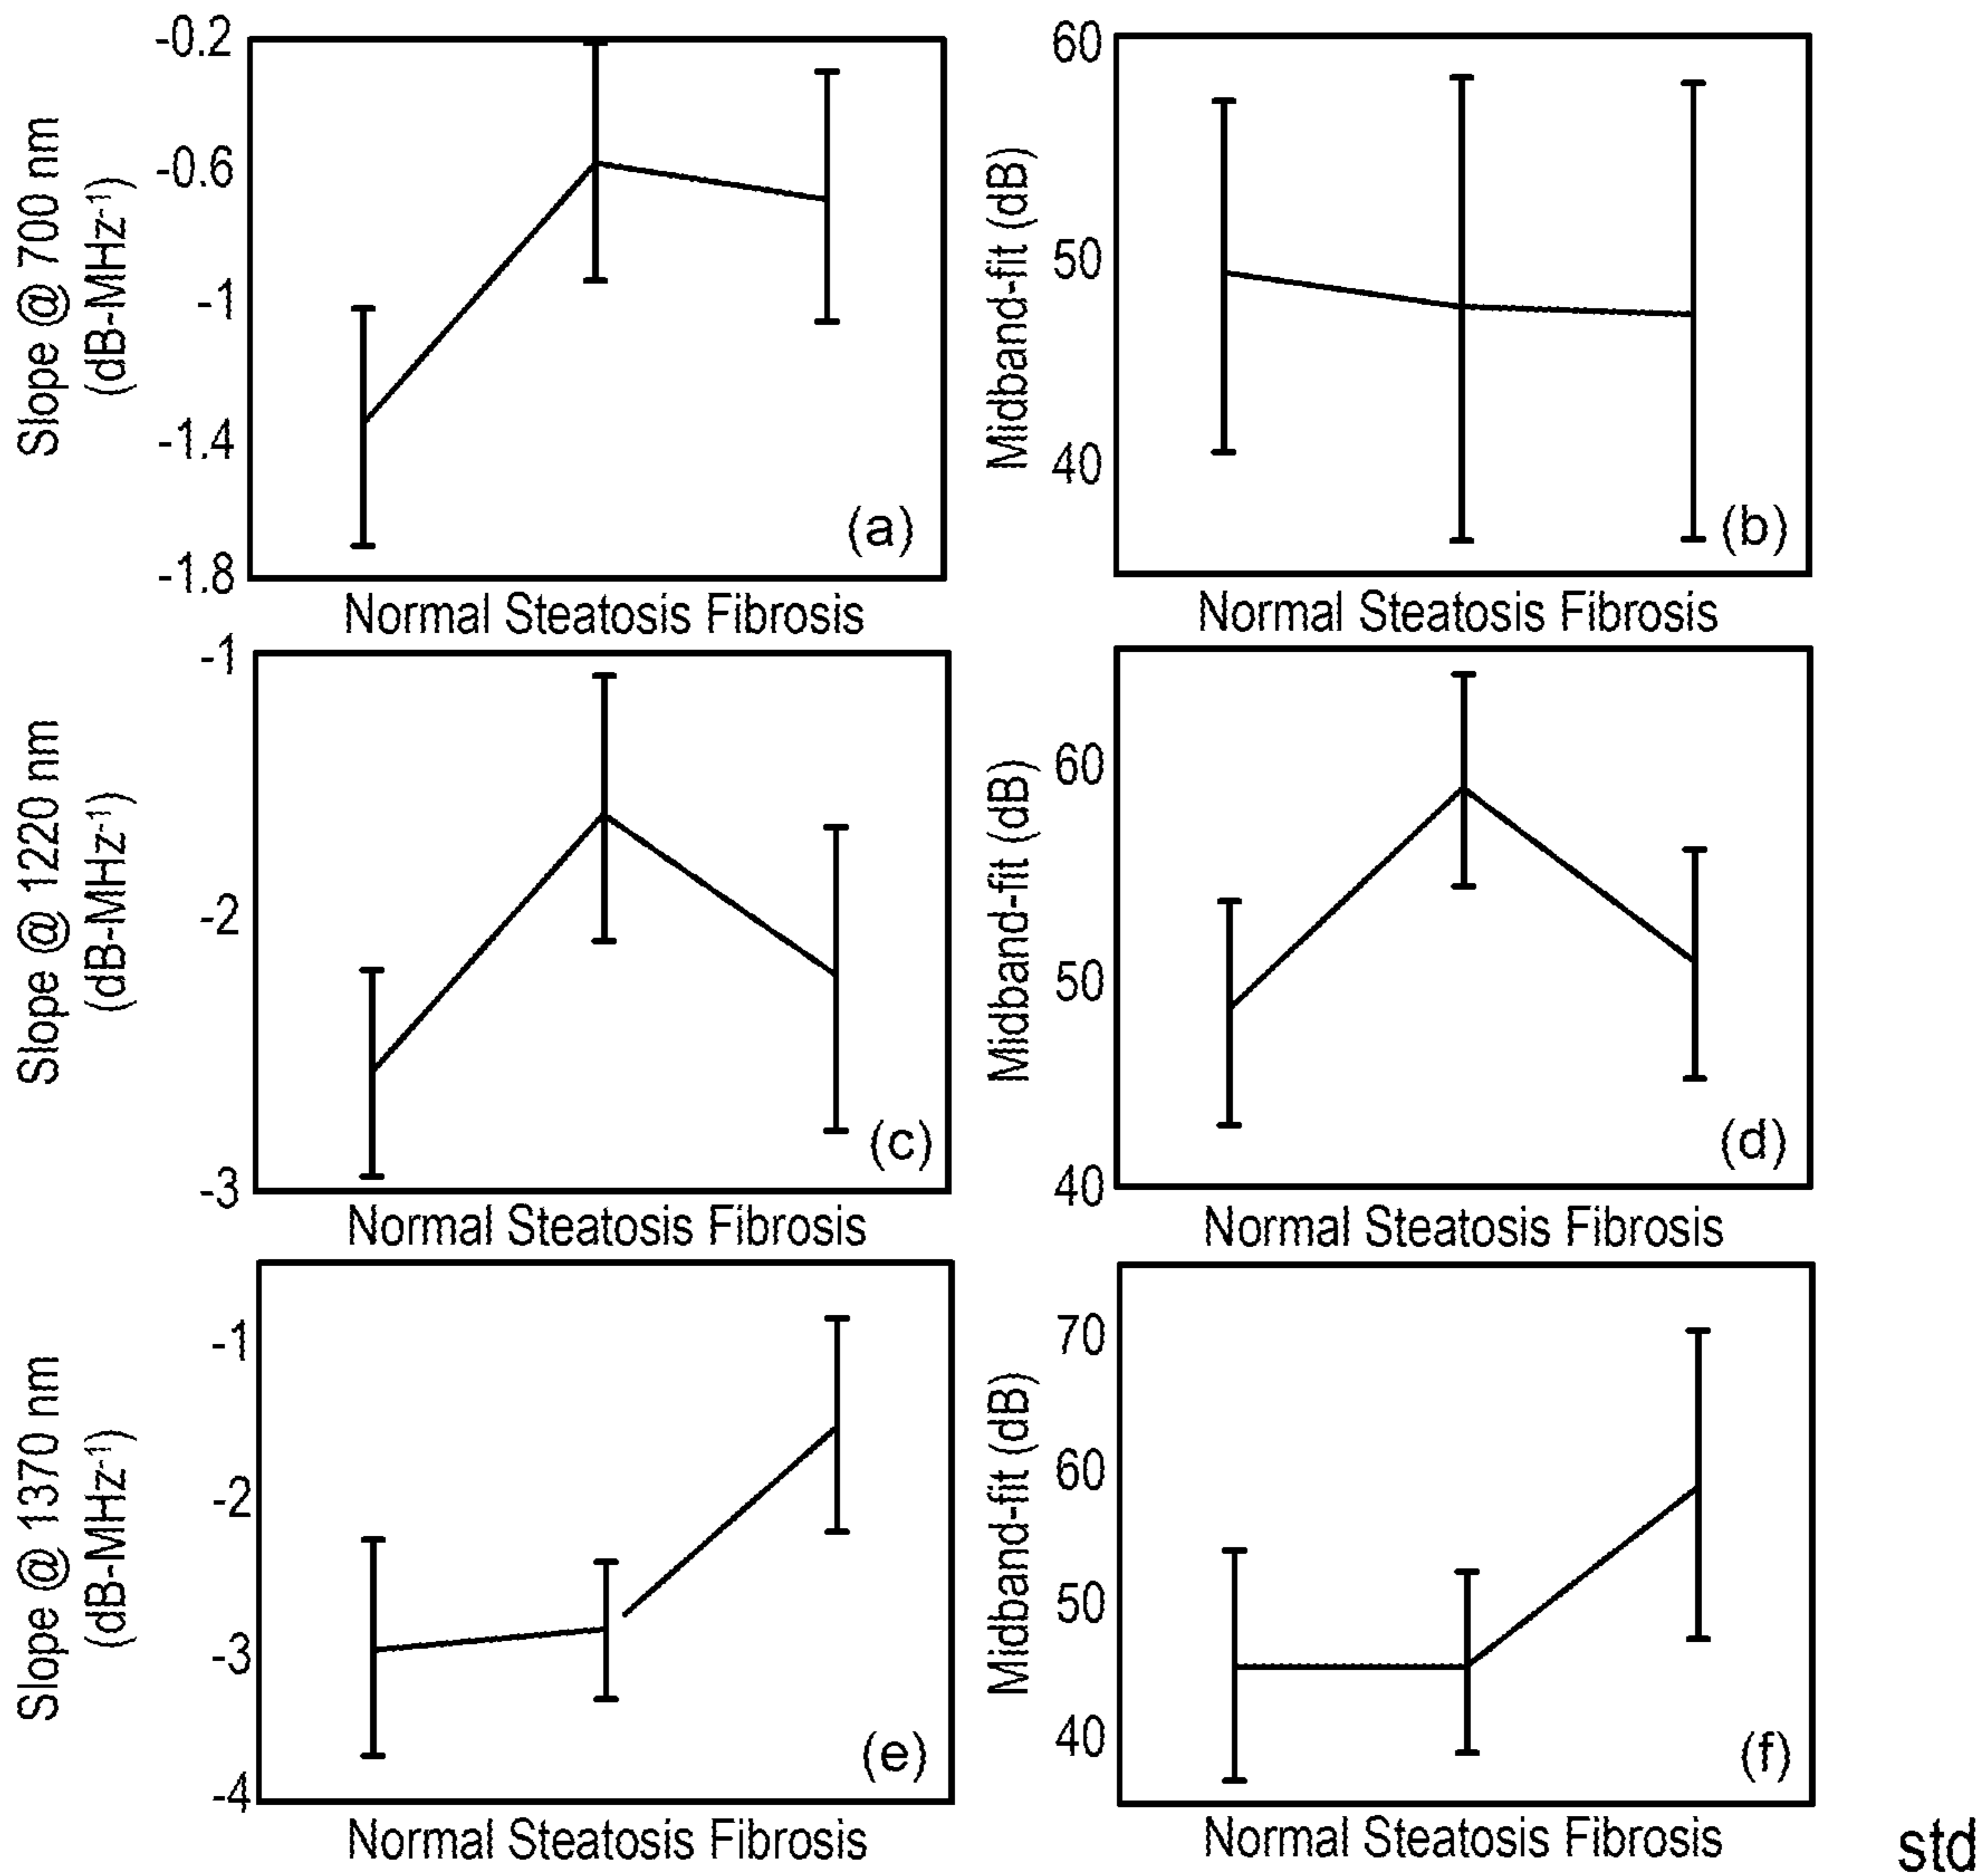 Slope @ 700 nm
(dB-MHz⁻¹)
-0.2
-0.6
-1
-1.4
-1.8
(a)
Normal Steatosis Fibrosis
Midband-fit (dB)
60
50
40
(b)
Normal Steatosis Fibrosis
Slope @ 1220 nm
(dB-MHz⁻¹)
-1
-2
-3
(c)
Normal Steatosis Fibrosis
Midband-fit (dB)
60
50
40
(d)
Normal Steatosis Fibrosis
Slope @ 1370 nm
(dB-MHz⁻¹)
-1
-2
-3
-4
(e)
Normal Steatosis Fibrosis
Midband-fit (dB)
70
60
50
40
(f)
Normal Steatosis Fibrosis
std